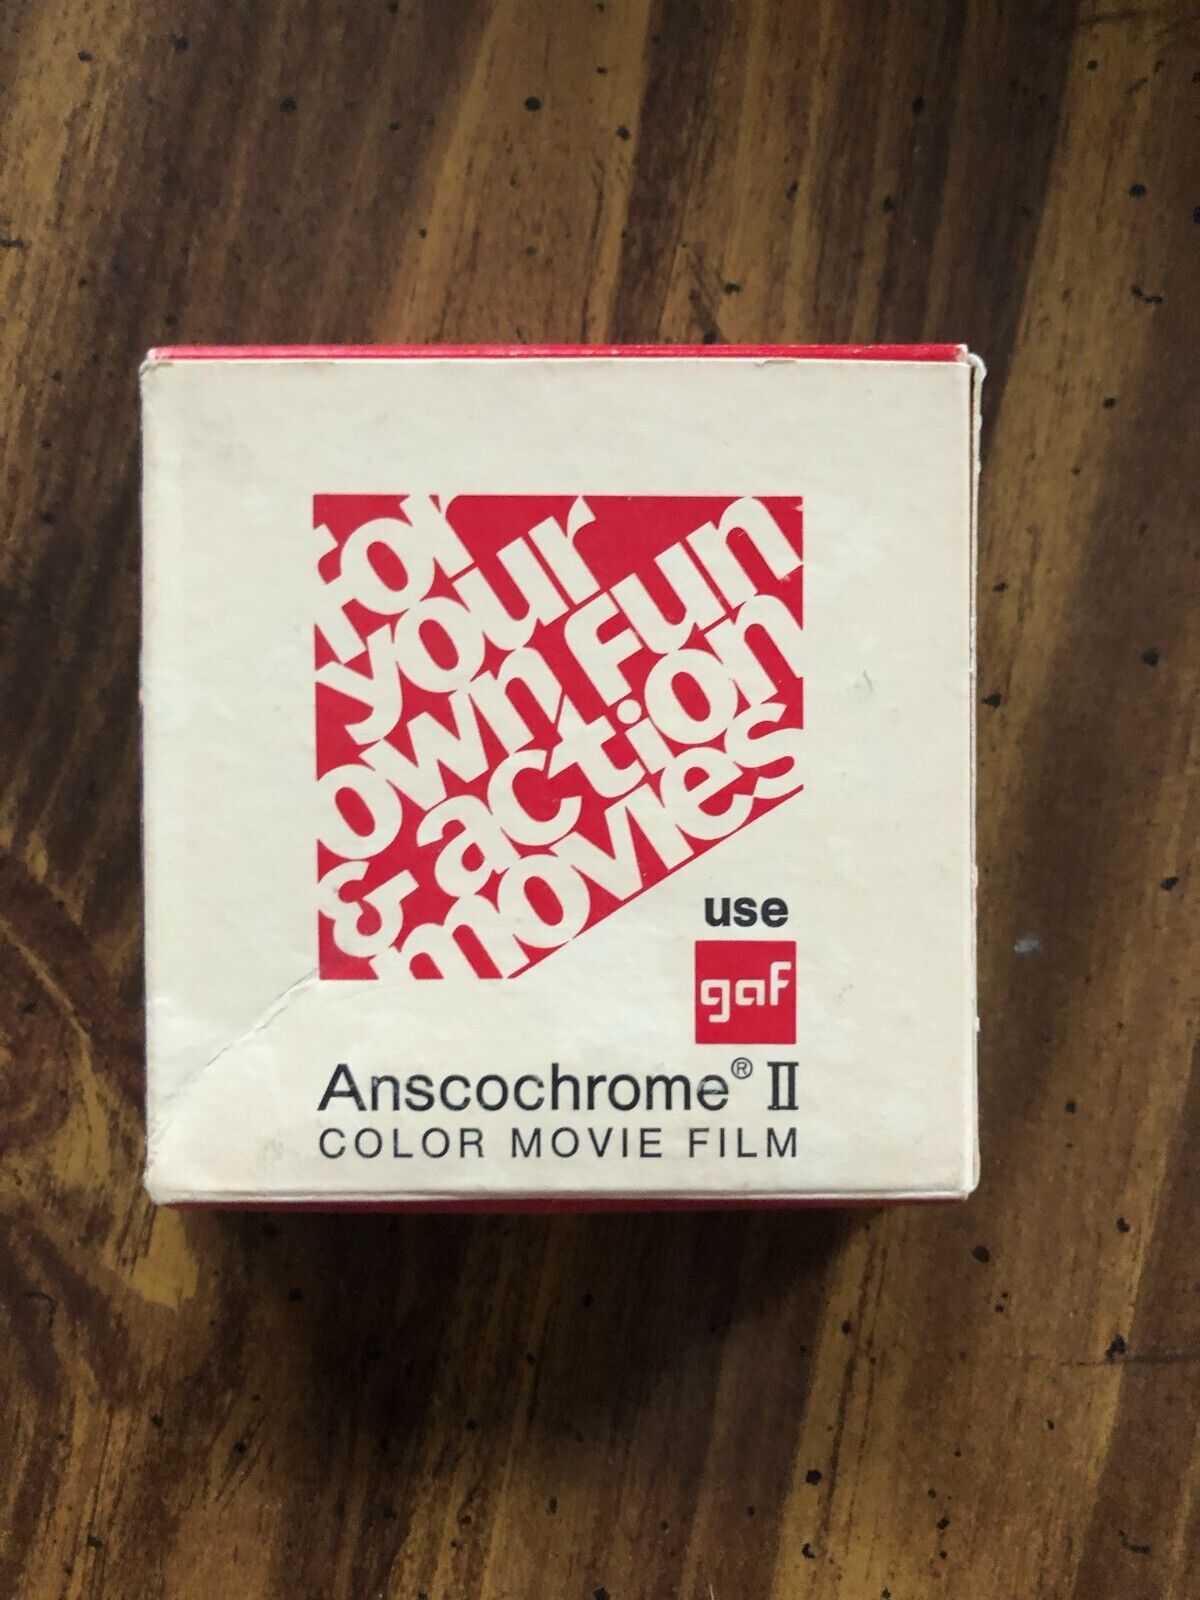 for
your
own fun
& action
movies
use
gaf
Anscochrome® II
COLOR MOVIE FILM